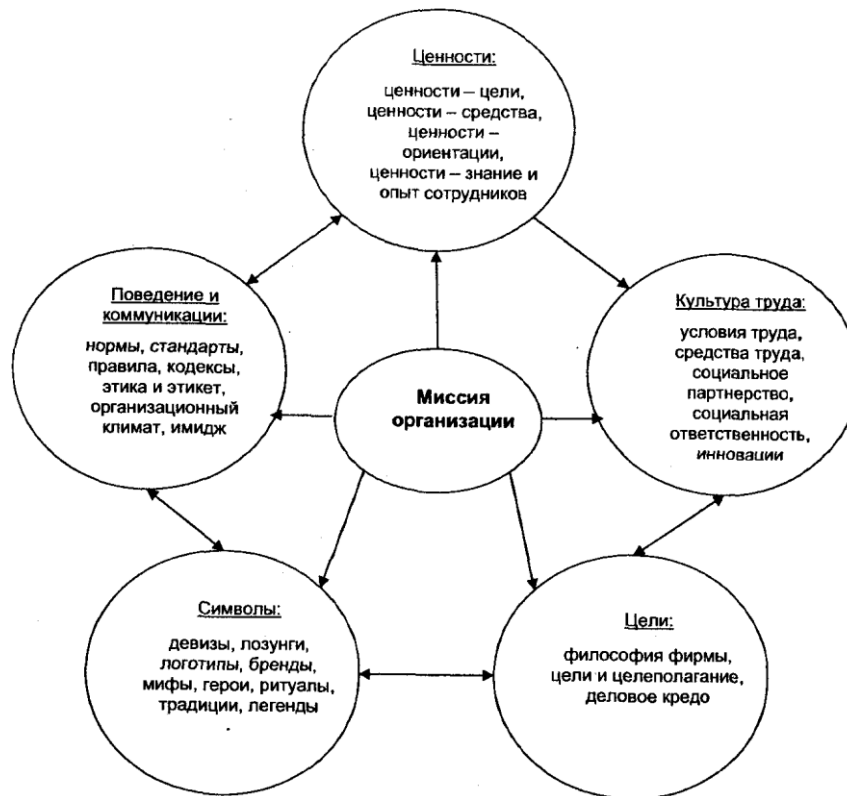 Ценности:
ценности – цели,
ценности – средства,
ценности –
ориентации,
ценности – знание и
опыт сотрудников
Поведение и
коммуникации:
нормы, стандарты,
правила, кодексы,
этика и этикет,
организационный
климат, имидж
Культура труда:
условия труда,
средства труда,
социальное
партнерство,
социальная
ответственность,
инновации
Миссия
организации
Символы:
девизы, лозунги,
логотипы, бренды,
мифы, герои, ритуалы,
традиции, легенды
Цели:
философия фирмы,
цели и целеполагание,
деловое кредо